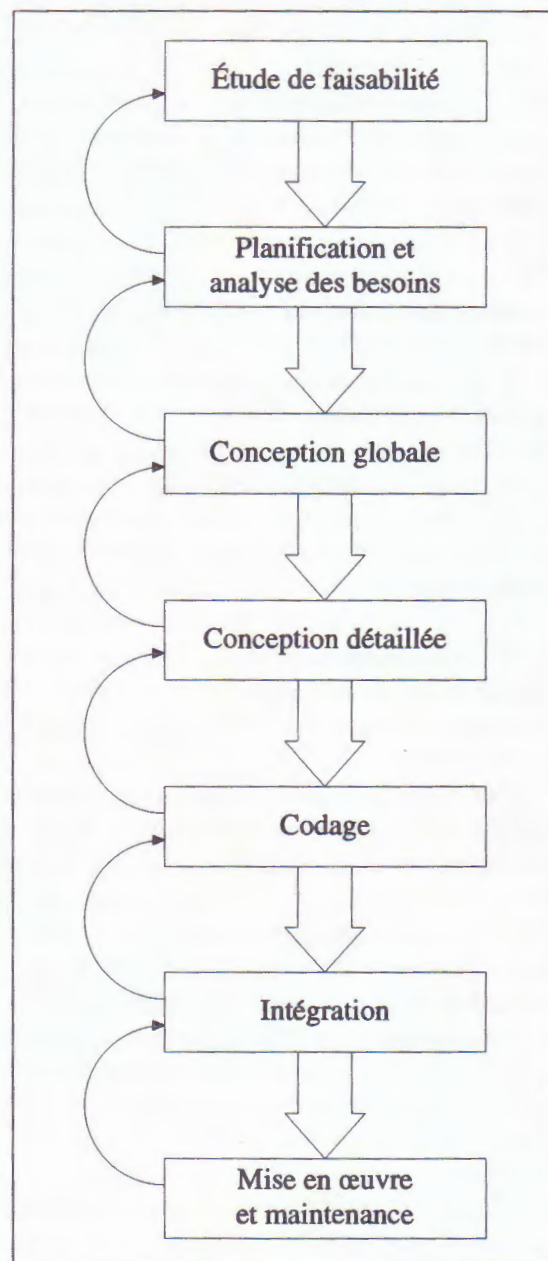 Étude de faisabilité
Planification et
analyse des besoins
Conception globale
Conception détaillée
Codage
Intégration
Mise en œuvre
et maintenance